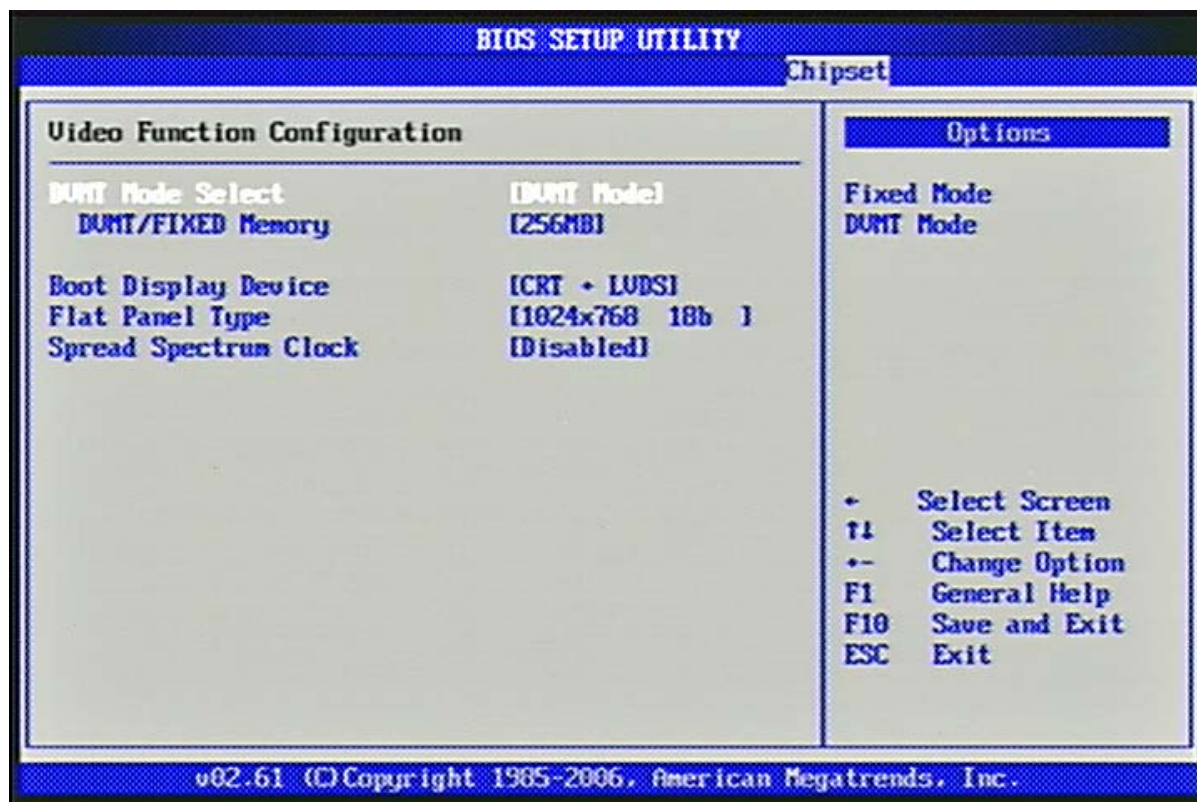 BIOS SETUP UTILITY
Chipset
Video Function Configuration
DVMT Mode Select [DVMT Mode]
DVMT/FIXED Memory [256MB]
Boot Display Device [CRT + LVDS]
Flat Panel Type [1024x768 18b ]
Spread Spectrum Clock [Disabled]
Options
Fixed Mode
DVMT Mode
← Select Screen
↑↓ Select Item
+- Change Option
F1 General Help
F10 Save and Exit
ESC Exit
v02.61 (C)Copyright 1985-2006, American Megatrends, Inc.